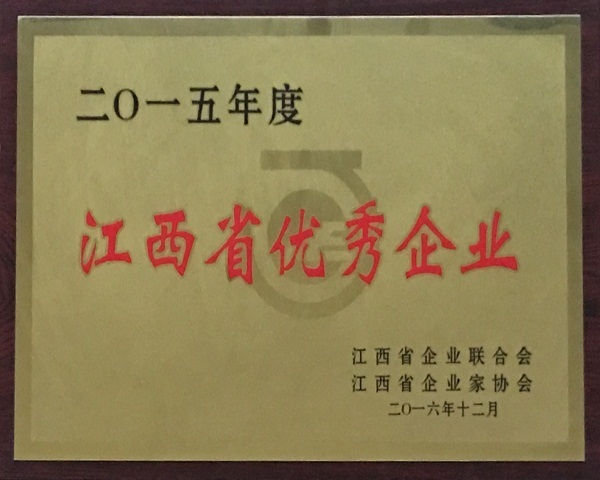 二〇一五年度
江西省优秀企业
江西省企业联合会
江西省企业家协会
二〇一六年十二月